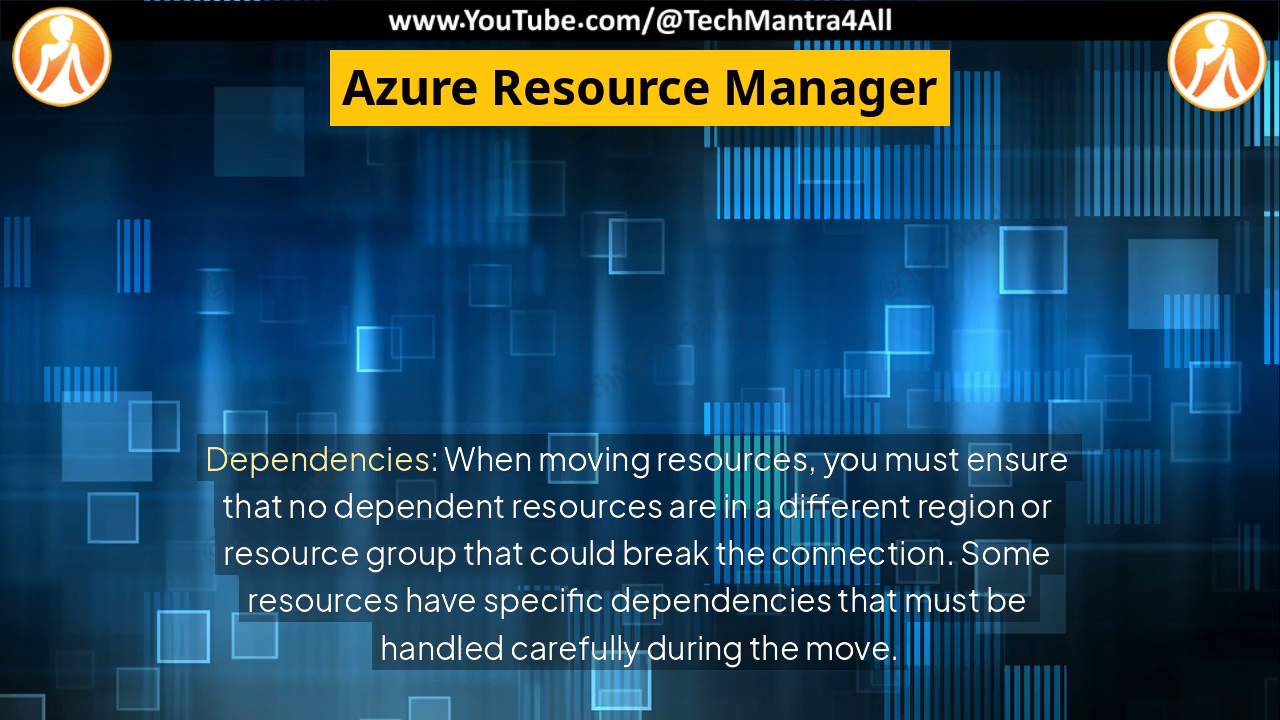 www.YouTube.com/@TechMantra4All
Azure Resource Manager
Dependencies: When moving resources, you must ensure
that no dependent resources are in a different region or
resource group that could break the connection. Some
resources have specific dependencies that must be
handled carefully during the move.